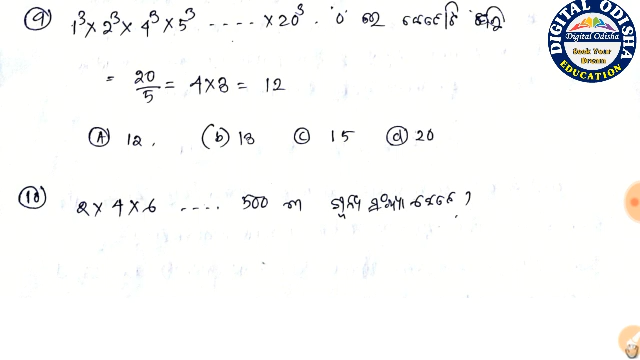 DIGITAL ODISHA
Digital Odisha
Book Your
Dream
EDUCATION
(9) 1³ × 2³ × 4³ × 5³ ..... × 20³ . '0' ର କେତେଟି
= 20/5 = 4×3 = 12
(A) 12 . (b) 18 (c) 15 (d) 20
(10) 2 × 4 × 6 .... 500 ର ଶୂନ୍ୟ ସଂଖ୍ୟା କେତେ ?